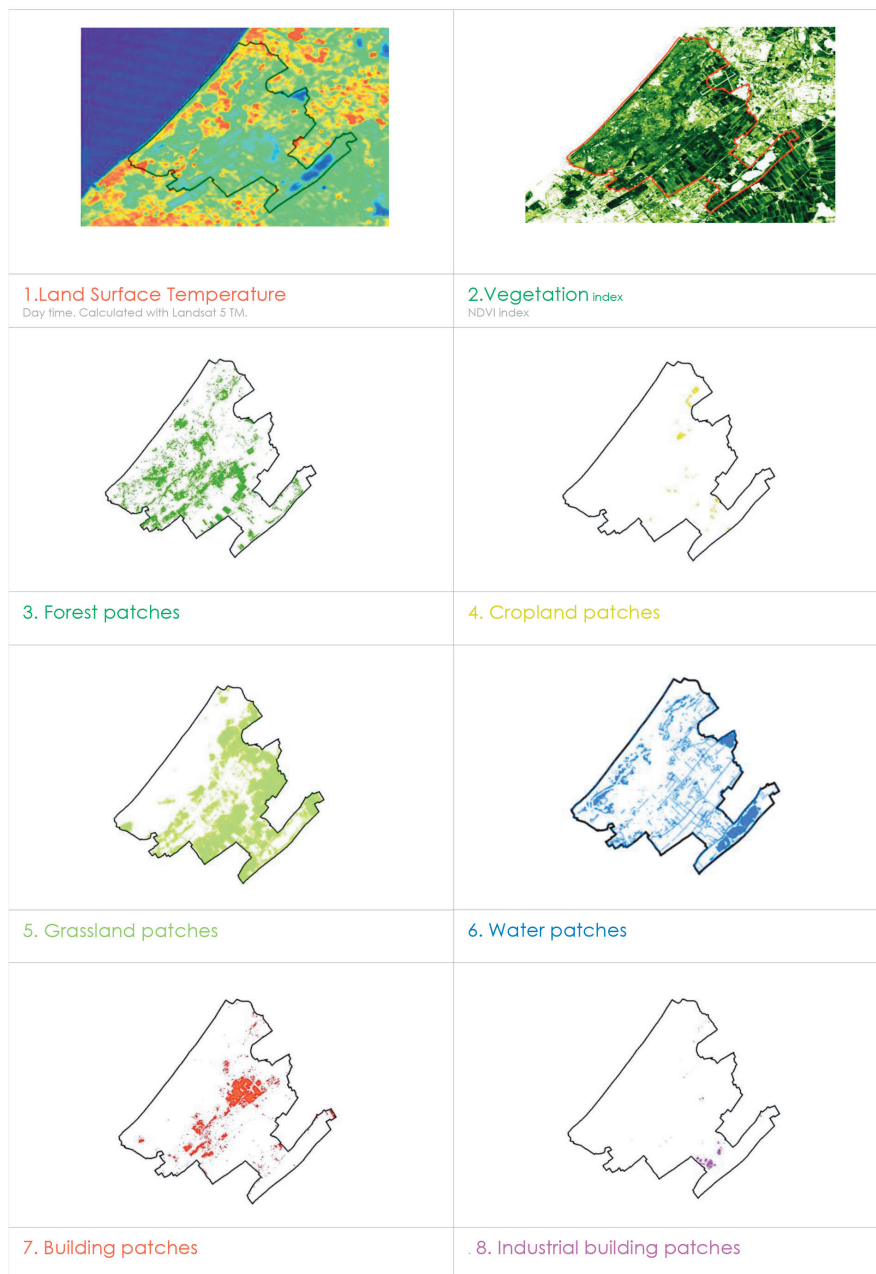 1.Land Surface Temperature
Day time. Calculated with Landsat 5 TM.
2.Vegetation index
NDVI index
3. Forest patches
4. Cropland patches
5. Grassland patches
6. Water patches
7. Building patches
. 8. Industrial building patches